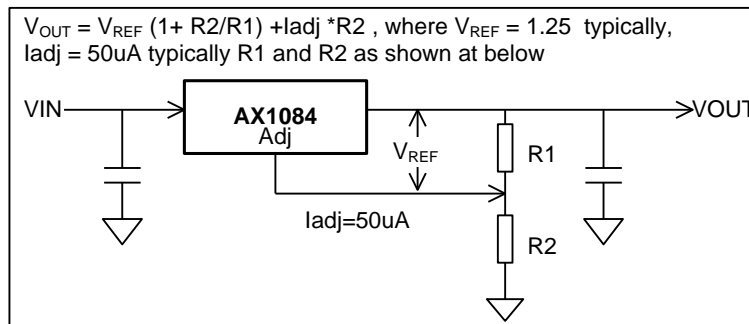 VOUT = VREF (1+ R2/R1) +Iadj *R2 , where VREF = 1.25 typically,
Iadj = 50uA typically R1 and R2 as shown at below
VIN
AX1084
Adj
VOUT
VREF
R1
Iadj=50uA
R2